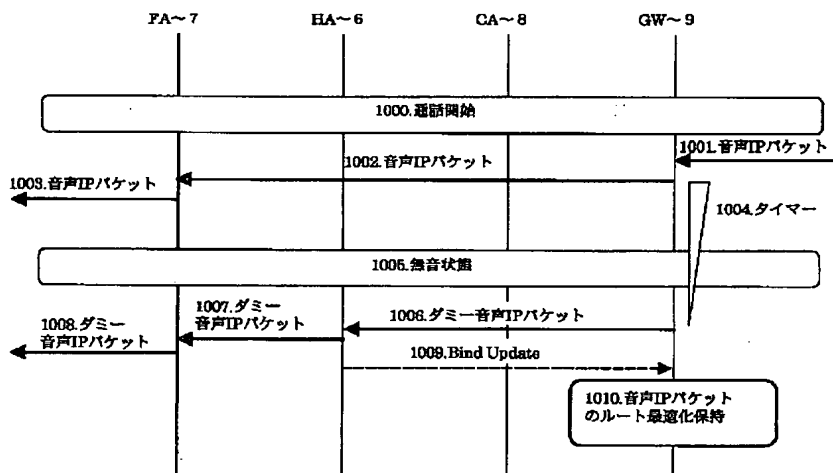 FA～7 HA～6 CA～8 GW～9
1000.通話開始
1001.音声IPパケット
1002.音声IPパケット
1003.音声IPパケット
1004.タイマー
1005.無音状態
1006.ダミー音声IPパケット
1007.ダミー
音声IPパケット
1008.ダミー
音声IPパケット
1009.Bind Update
1010.音声IPパケット
のルート最適化保持